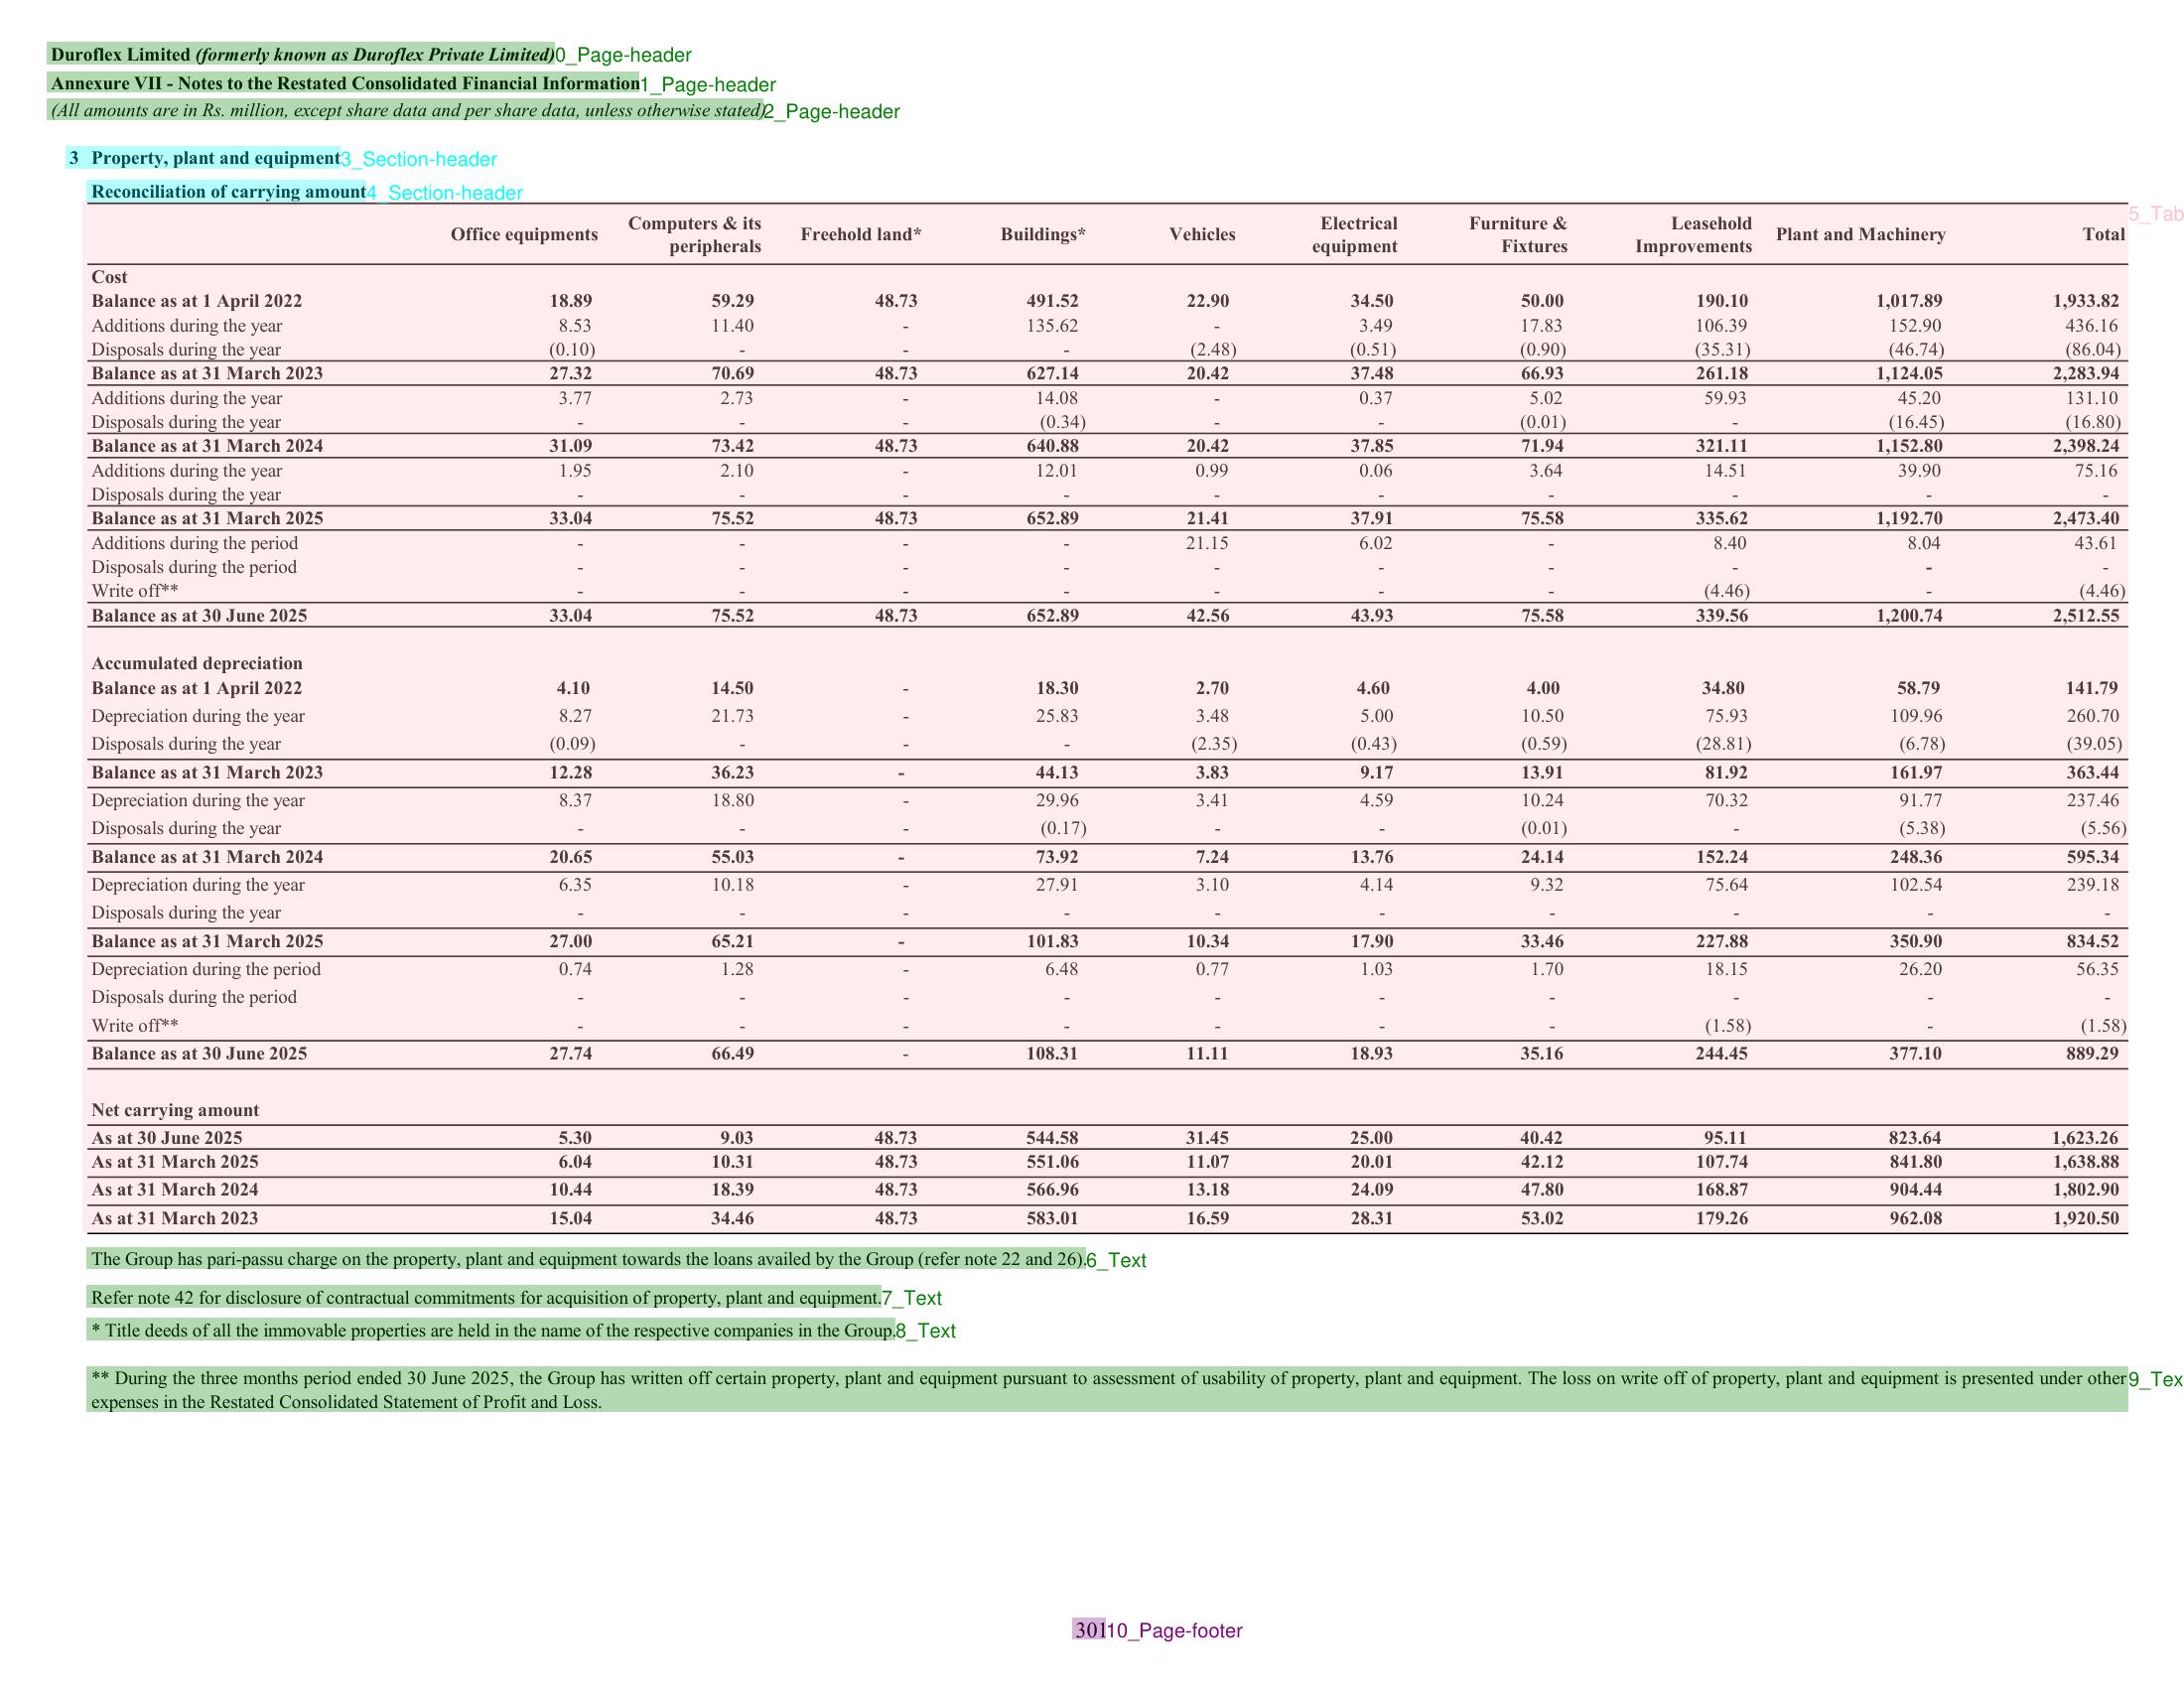 Duroflex Limited (formerly known as Duroflex Private Limited) 0_Page-header
Annexure VII - Notes to the Restated Consolidated Financial Information 1_Page-header
(All amounts are in Rs. million, except share data and per share data, unless otherwise stated) 2_Page-header
3 Property, plant and equipment 3_Section-header
Reconciliation of carrying amount 4_Section-header
5_Tab
Office equipments Computers & its peripherals Freehold land* Buildings* Vehicles Electrical equipment Furniture & Fixtures Leasehold Improvements Plant and Machinery Total
Cost
Balance as at 1 April 2022 18.89 59.29 48.73 491.52 22.90 34.50 50.00 190.10 1,017.89 1,933.82
Additions during the year 8.53 11.40 - 135.62 - 3.49 17.83 106.39 152.90 436.16
Disposals during the year (0.10) - - - (2.48) (0.51) (0.90) (35.31) (46.74) (86.04)
Balance as at 31 March 2023 27.32 70.69 48.73 627.14 20.42 37.48 66.93 261.18 1,124.05 2,283.94
Additions during the year 3.77 2.73 - 14.08 - 0.37 5.02 59.93 45.20 131.10
Disposals during the year - - - (0.34) - - (0.01) - (16.45) (16.80)
Balance as at 31 March 2024 31.09 73.42 48.73 640.88 20.42 37.85 71.94 321.11 1,152.80 2,398.24
Additions during the year 1.95 2.10 - 12.01 0.99 0.06 3.64 14.51 39.90 75.16
Disposals during the year - - - - - - - - - -
Balance as at 31 March 2025 33.04 75.52 48.73 652.89 21.41 37.91 75.58 335.62 1,192.70 2,473.40
Additions during the period - - - - 21.15 6.02 - 8.40 8.04 43.61
Disposals during the period - - - - - - - - - -
Write off** - - - - - - - (4.46) - (4.46)
Balance as at 30 June 2025 33.04 75.52 48.73 652.89 42.56 43.93 75.58 339.56 1,200.74 2,512.55
Accumulated depreciation
Balance as at 1 April 2022 4.10 14.50 - 18.30 2.70 4.60 4.00 34.80 58.79 141.79
Depreciation during the year 8.27 21.73 - 25.83 3.48 5.00 10.50 75.93 109.96 260.70
Disposals during the year (0.09) - - - (2.35) (0.43) (0.59) (28.81) (6.78) (39.05)
Balance as at 31 March 2023 12.28 36.23 - 44.13 3.83 9.17 13.91 81.92 161.97 363.44
Depreciation during the year 8.37 18.80 - 29.96 3.41 4.59 10.24 70.32 91.77 237.46
Disposals during the year - - - (0.17) - - (0.01) - (5.38) (5.56)
Balance as at 31 March 2024 20.65 55.03 - 73.92 7.24 13.76 24.14 152.24 248.36 595.34
Depreciation during the year 6.35 10.18 - 27.91 3.10 4.14 9.32 75.64 102.54 239.18
Disposals during the year - - - - - - - - - -
Balance as at 31 March 2025 27.00 65.21 - 101.83 10.34 17.90 33.46 227.88 350.90 834.52
Depreciation during the period 0.74 1.28 - 6.48 0.77 1.03 1.70 18.15 26.20 56.35
Disposals during the period - - - - - - - - - -
Write off** - - - - - - - (1.58) - (1.58)
Balance as at 30 June 2025 27.74 66.49 - 108.31 11.11 18.93 35.16 244.45 377.10 889.29
Net carrying amount
As at 30 June 2025 5.30 9.03 48.73 544.58 31.45 25.00 40.42 95.11 823.64 1,623.26
As at 31 March 2025 6.04 10.31 48.73 551.06 11.07 20.01 42.12 107.74 841.80 1,638.88
As at 31 March 2024 10.44 18.39 48.73 566.96 13.18 24.09 47.80 168.87 904.44 1,802.90
As at 31 March 2023 15.04 34.46 48.73 583.01 16.59 28.31 53.02 179.26 962.08 1,920.50
The Group has pari-passu charge on the property, plant and equipment towards the loans availed by the Group (refer note 22 and 26). 6_Text
Refer note 42 for disclosure of contractual commitments for acquisition of property, plant and equipment. 7_Text
* Title deeds of all the immovable properties are held in the name of the respective companies in the Group. 8_Text
** During the three months period ended 30 June 2025, the Group has written off certain property, plant and equipment pursuant to assessment of usability of property, plant and equipment. The loss on write off of property, plant and equipment is presented under other 9_Tex
expenses in the Restated Consolidated Statement of Profit and Loss.
301 10_Page-footer